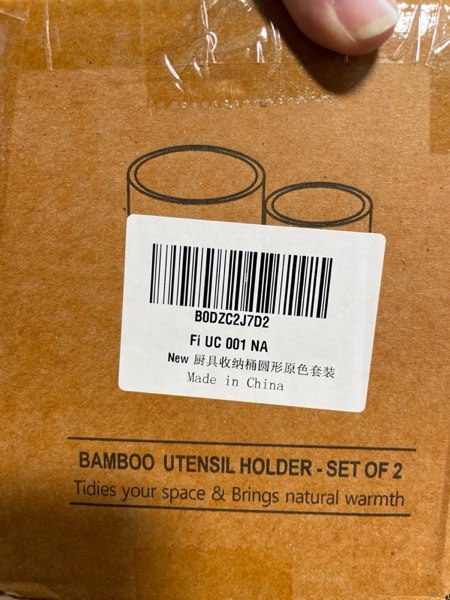 B0DZC2J7D2
Fi UC 001 NA
New 厨具收纳桶圆形原色套装
Made in China
BAMBOO UTENSIL HOLDER - SET OF 2
Tidies your space & Brings natural warmth